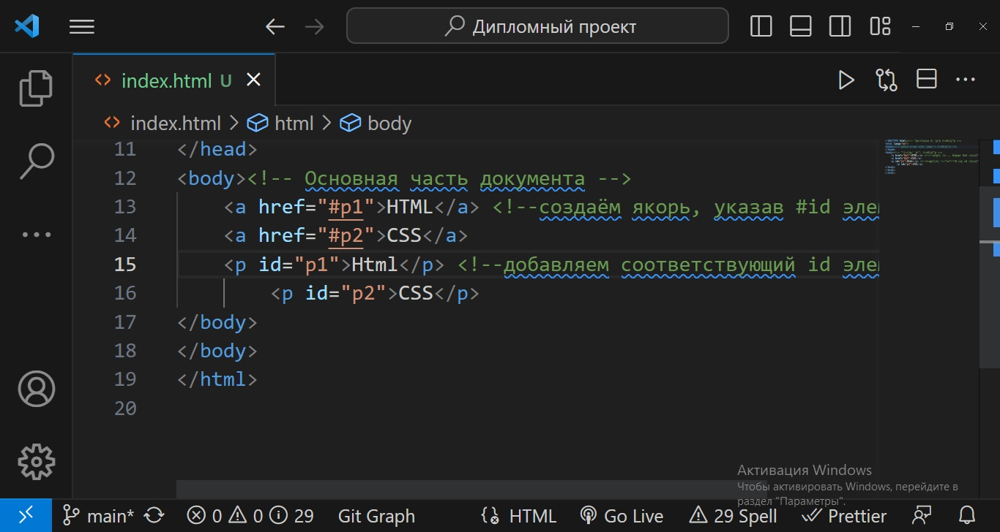 Дипломный проект
index.html U
index.html > html > body
11 </head>
12 <body><!-- Основная часть документа -->
13 <a href="#p1">HTML</a> <!--создаём якорь, указав #id элем
14 <a href="#p2">CSS</a>
15 <p id="p1">Html</p> <!--добавляем соответствующий id элем
16 <p id="p2">CSS</p>
17 </body>
18 </body>
19 </html>
20
Активация Windows
Чтобы активировать Windows, перейдите в
раздел "Параметры".
main* 0 0 29 Git Graph HTML Go Live 29 Spell Prettier